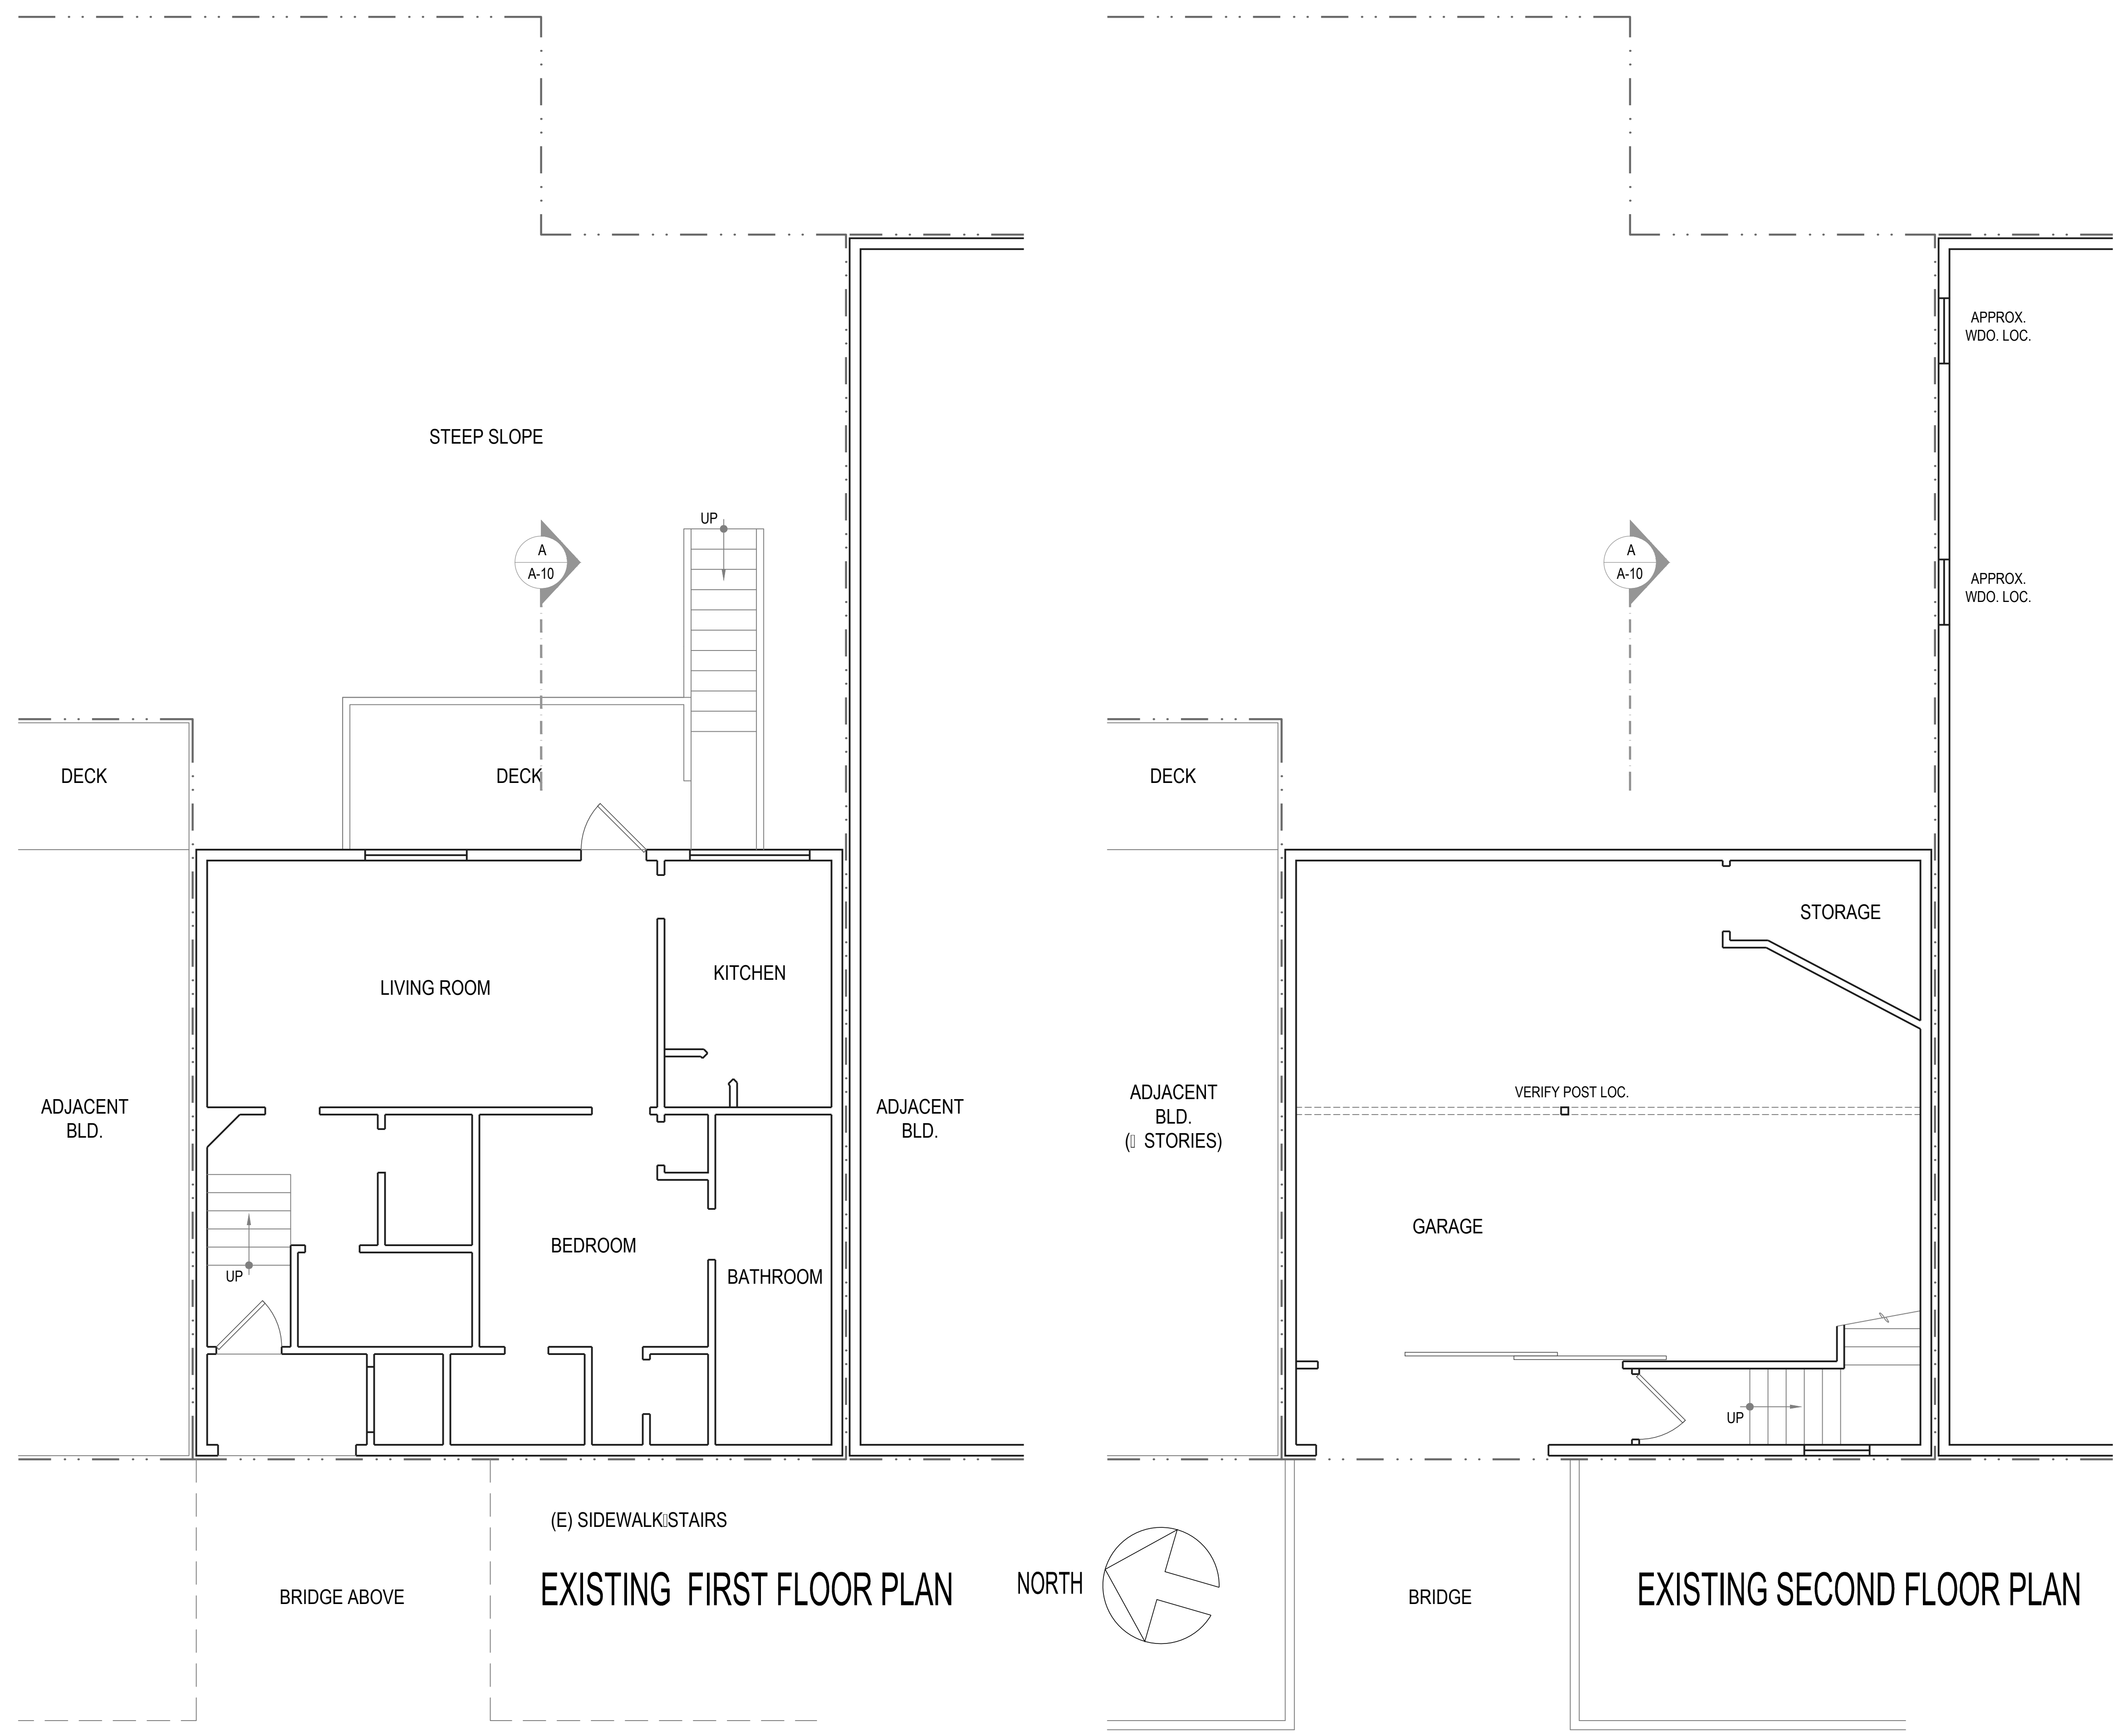 APPROX.
WDO. LOC.
STEEP SLOPE
UP
A
A-10
A
A-10
APPROX.
WDO. LOC.
DECK
DECK
DECK
STORAGE
KITCHEN
LIVING ROOM
VERIFY POST LOC.
ADJACENT
BLD.
ADJACENT
BLD.
ADJACENT
BLD.
( STORIES)
GARAGE
BEDROOM
UP
BATHROOM
UP
(E) SIDEWALK STAIRS
BRIDGE ABOVE
EXISTING FIRST FLOOR PLAN
NORTH
BRIDGE
EXISTING SECOND FLOOR PLAN